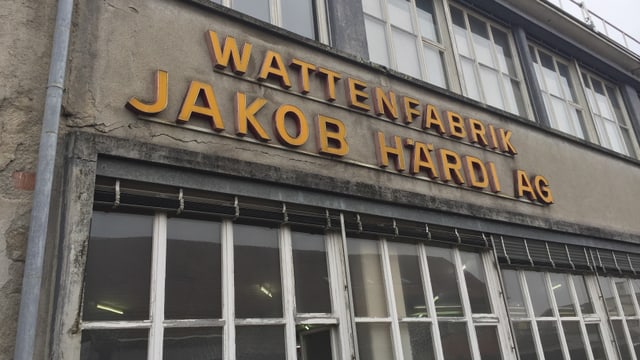 WATTENFABRIK
JAKOB HÄRDI AG